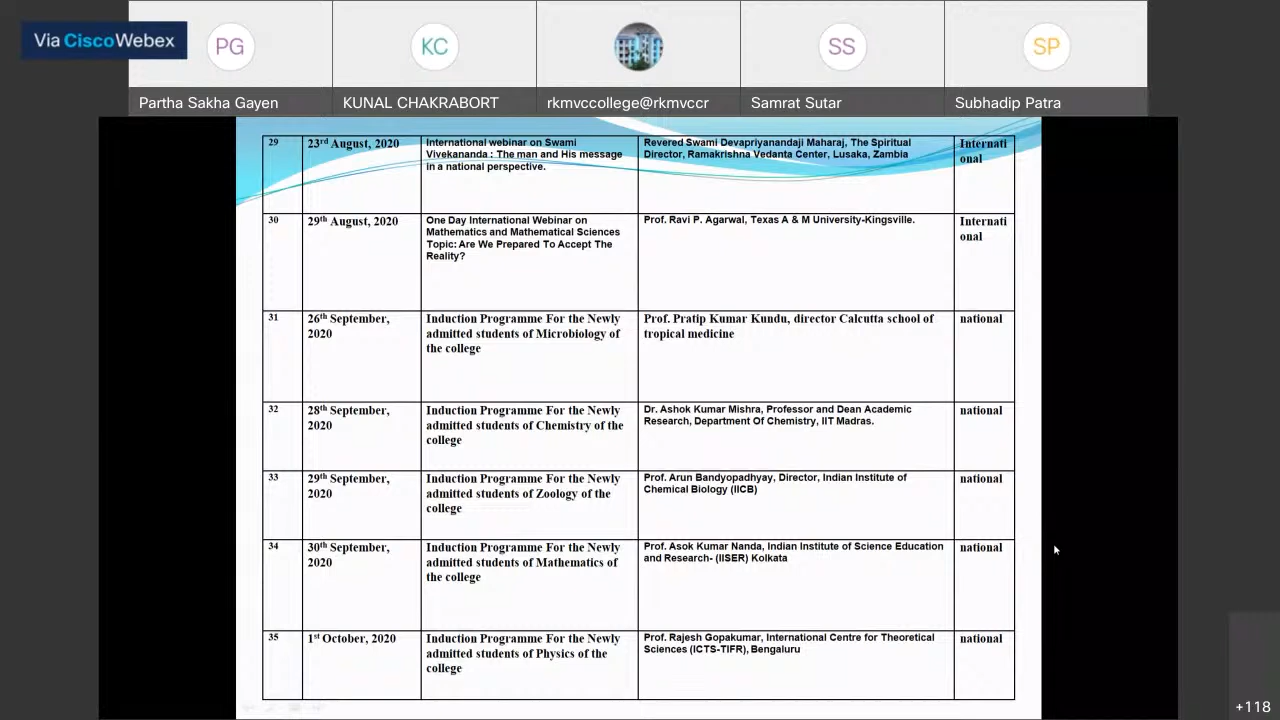 Via Cisco Webex
PG
KC
SS
SP
Partha Sakha Gayen
KUNAL CHAKRABORT
rkmvccollege@rkmvccr
Samrat Sutar
Subhadip Patra
29
23rd August, 2020
International webinar on Swami
Vivekananda : The man and His message
in a national perspective.
Revered Swami Devapriyanandaji Maharaj, The Spiritual
Director, Ramakrishna Vedanta Center, Lusaka, Zambia
Internati
onal
30
29th August, 2020
One Day International Webinar on
Mathematics and Mathematical Sciences
Topic: Are We Prepared To Accept The
Reality?
Prof. Ravi P. Agarwal, Texas A & M University-Kingsville.
Internati
onal
31
26th September,
2020
Induction Programme For the Newly
admitted students of Microbiology of
the college
Prof. Pratip Kumar Kundu, director Calcutta school of
tropical medicine
national
32
28th September,
2020
Induction Programme For the Newly
admitted students of Chemistry of the
college
Dr. Ashok Kumar Mishra, Professor and Dean Academic
Research, Department Of Chemistry, IIT Madras.
national
33
29th September,
2020
Induction Programme For the Newly
admitted students of Zoology of the
college
Prof. Arun Bandyopadhyay, Director, Indian Institute of
Chemical Biology (IICB)
national
34
30th September,
2020
Induction Programme For the Newly
admitted students of Mathematics of
the college
Prof. Asok Kumar Nanda, Indian Institute of Science Education
and Research- (IISER) Kolkata
national
35
1st October, 2020
Induction Programme For the Newly
admitted students of Physics of the
college
Prof. Rajesh Gopakumar, International Centre for Theoretical
Sciences (ICTS-TIFR), Bengaluru
national
+118